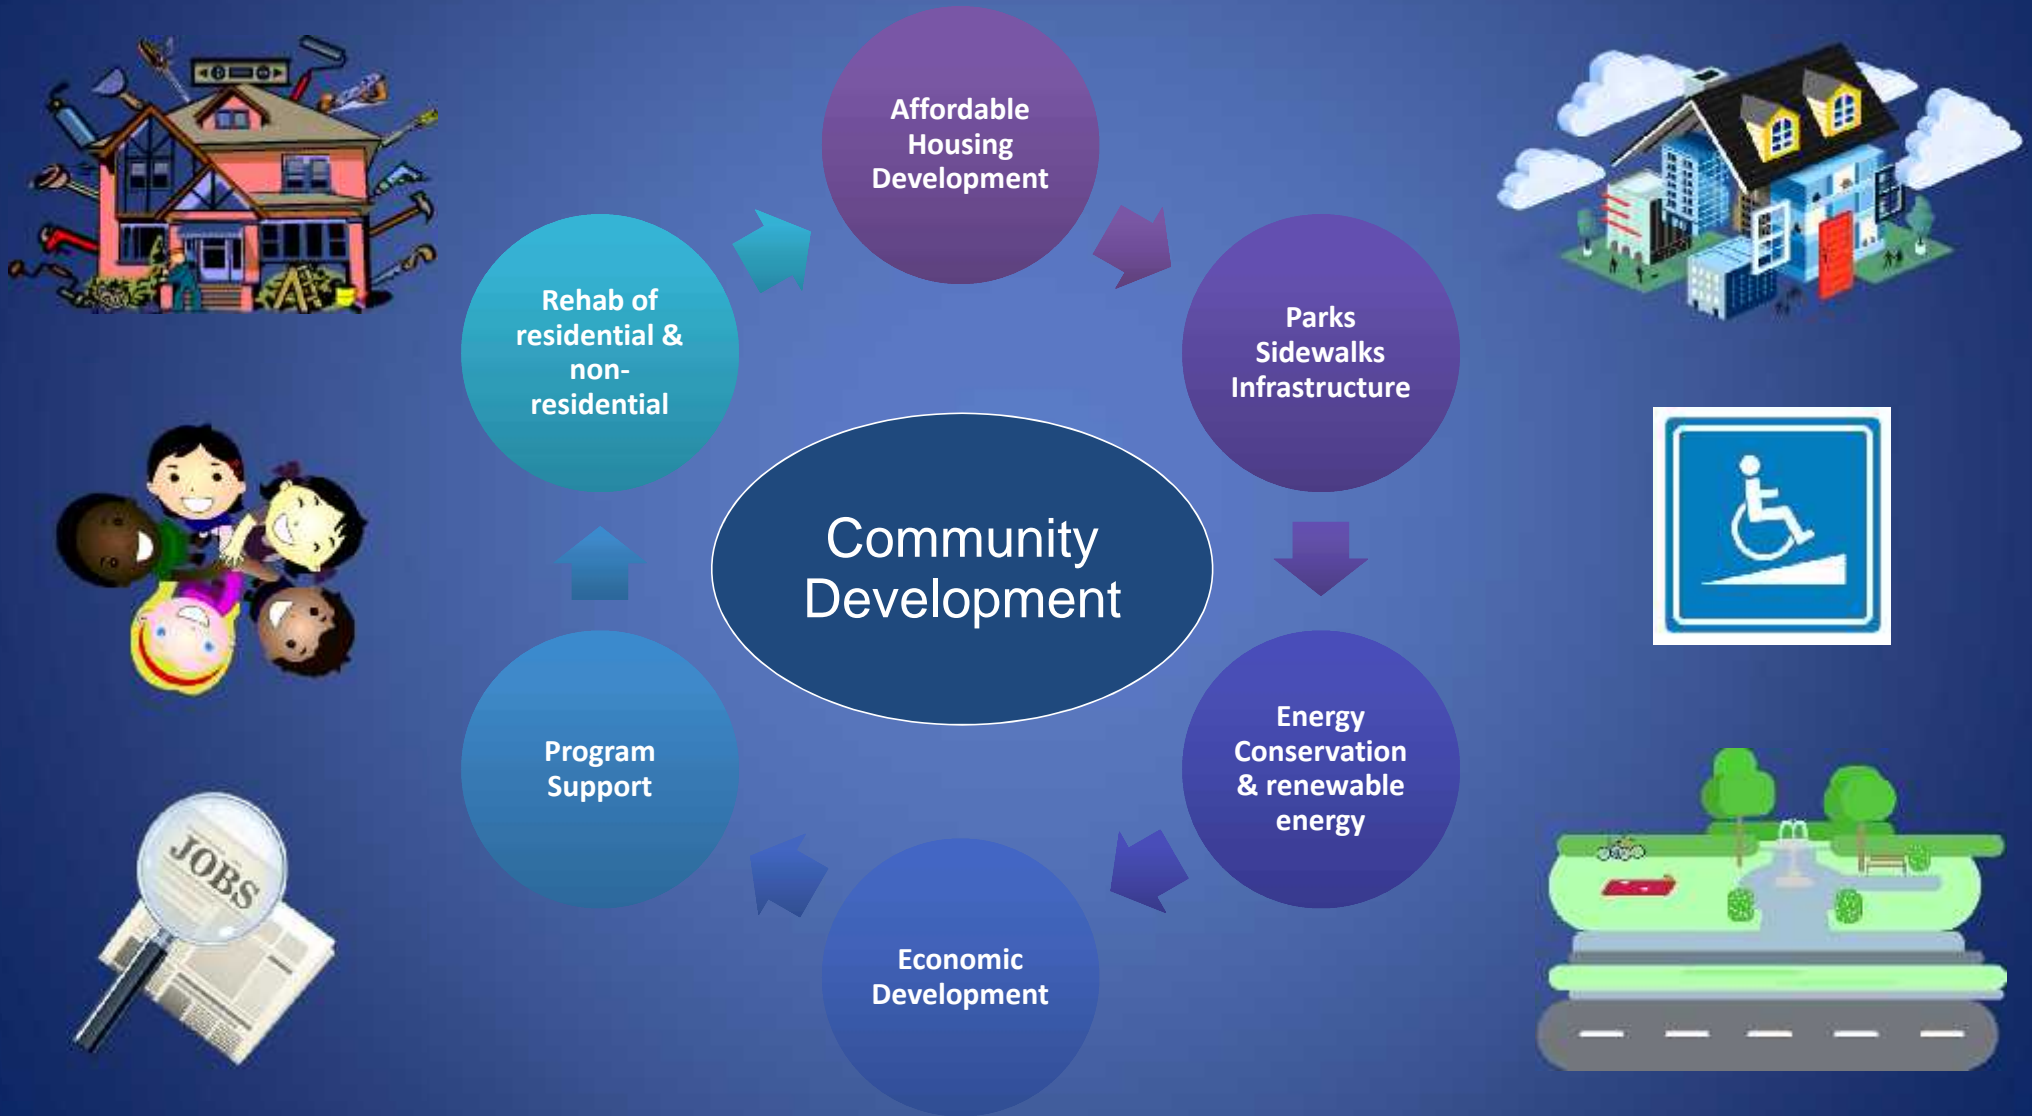 Affordable
Housing
Development
Parks
Sidewalks
Infrastructure
Energy
Conservation
& renewable
energy
Economic
Development
Program
Support
Rehab of
residential &
non-
residential
Community
Development
JOBS